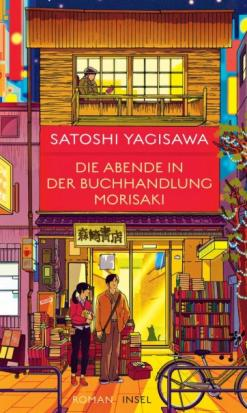 SATOSHI YAGISAWA
DIE ABENDE IN
DER BUCHHANDLUNG
MORISAKI
森崎書店
ROMAN INSEL